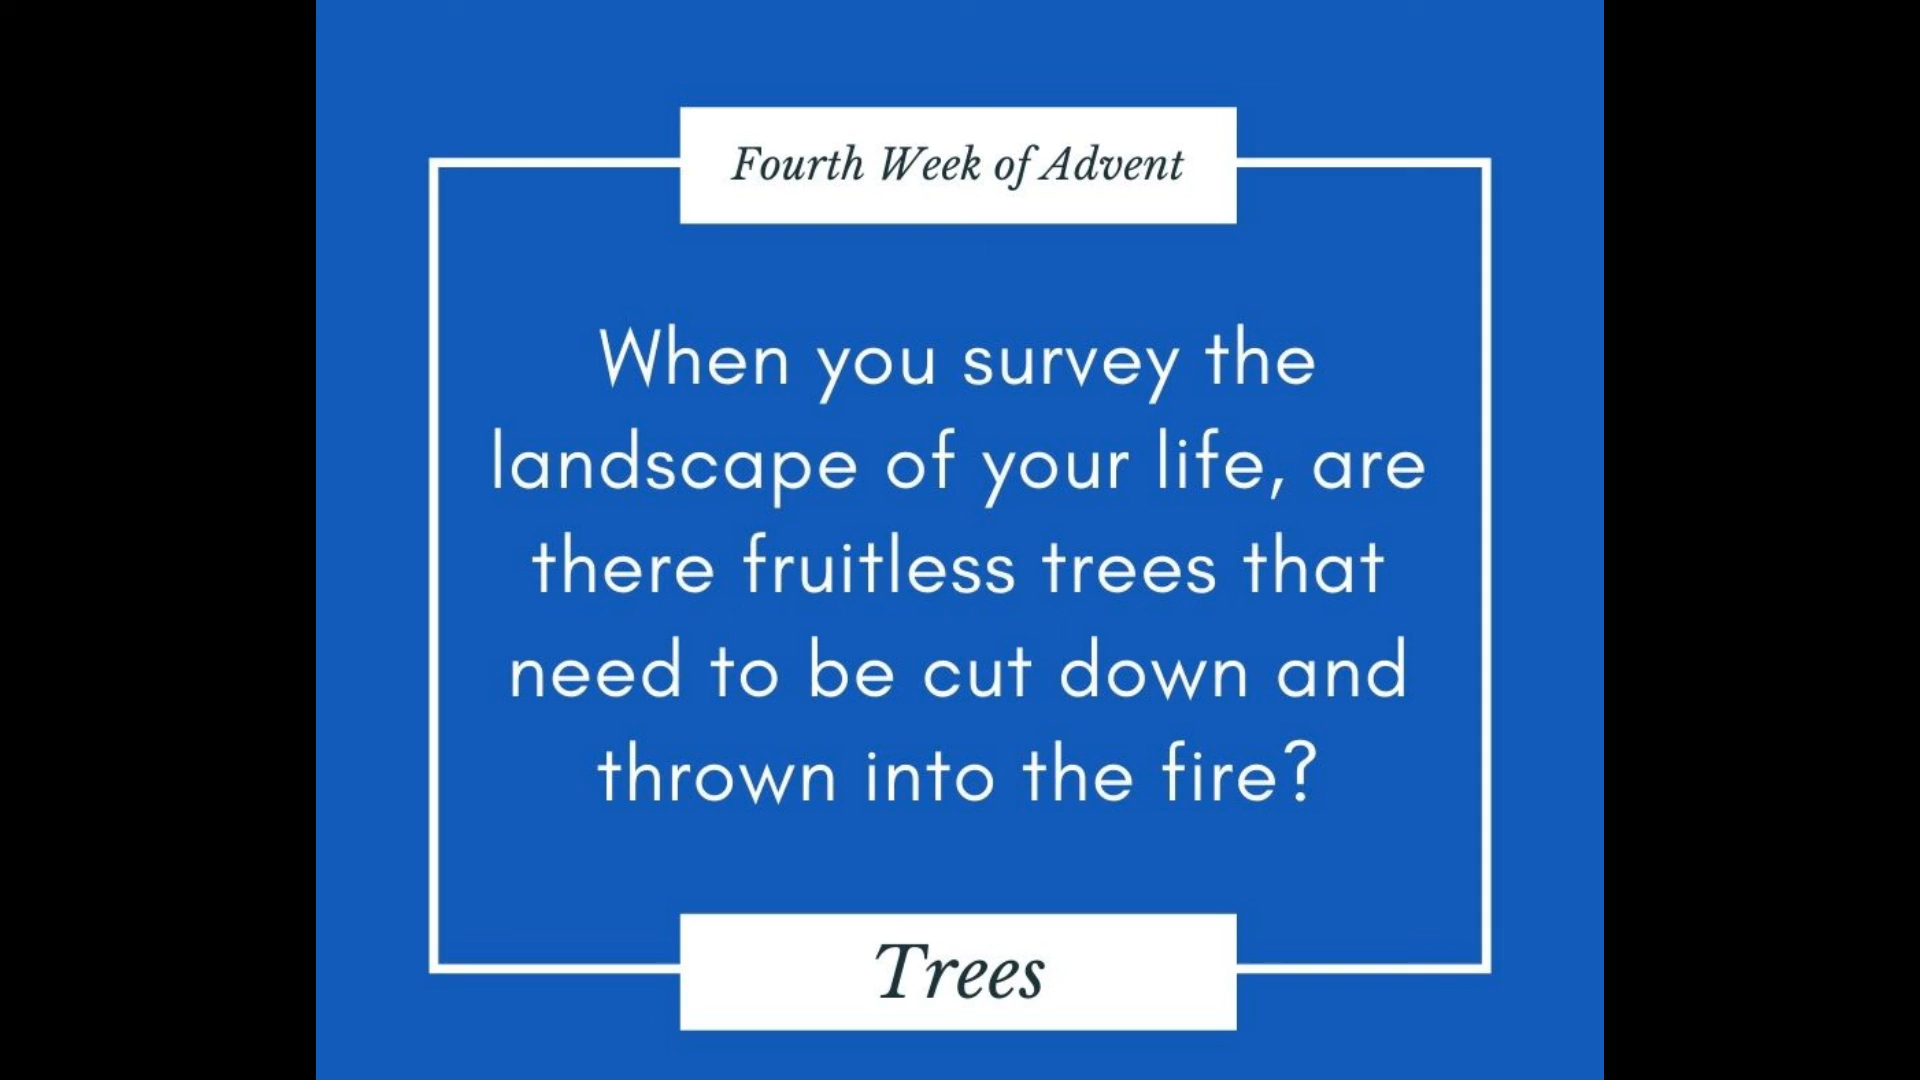 Fourth Week of Advent
When you survey the
landscape of your life, are
there fruitless trees that
need to be cut down and
thrown into the fire?
Trees